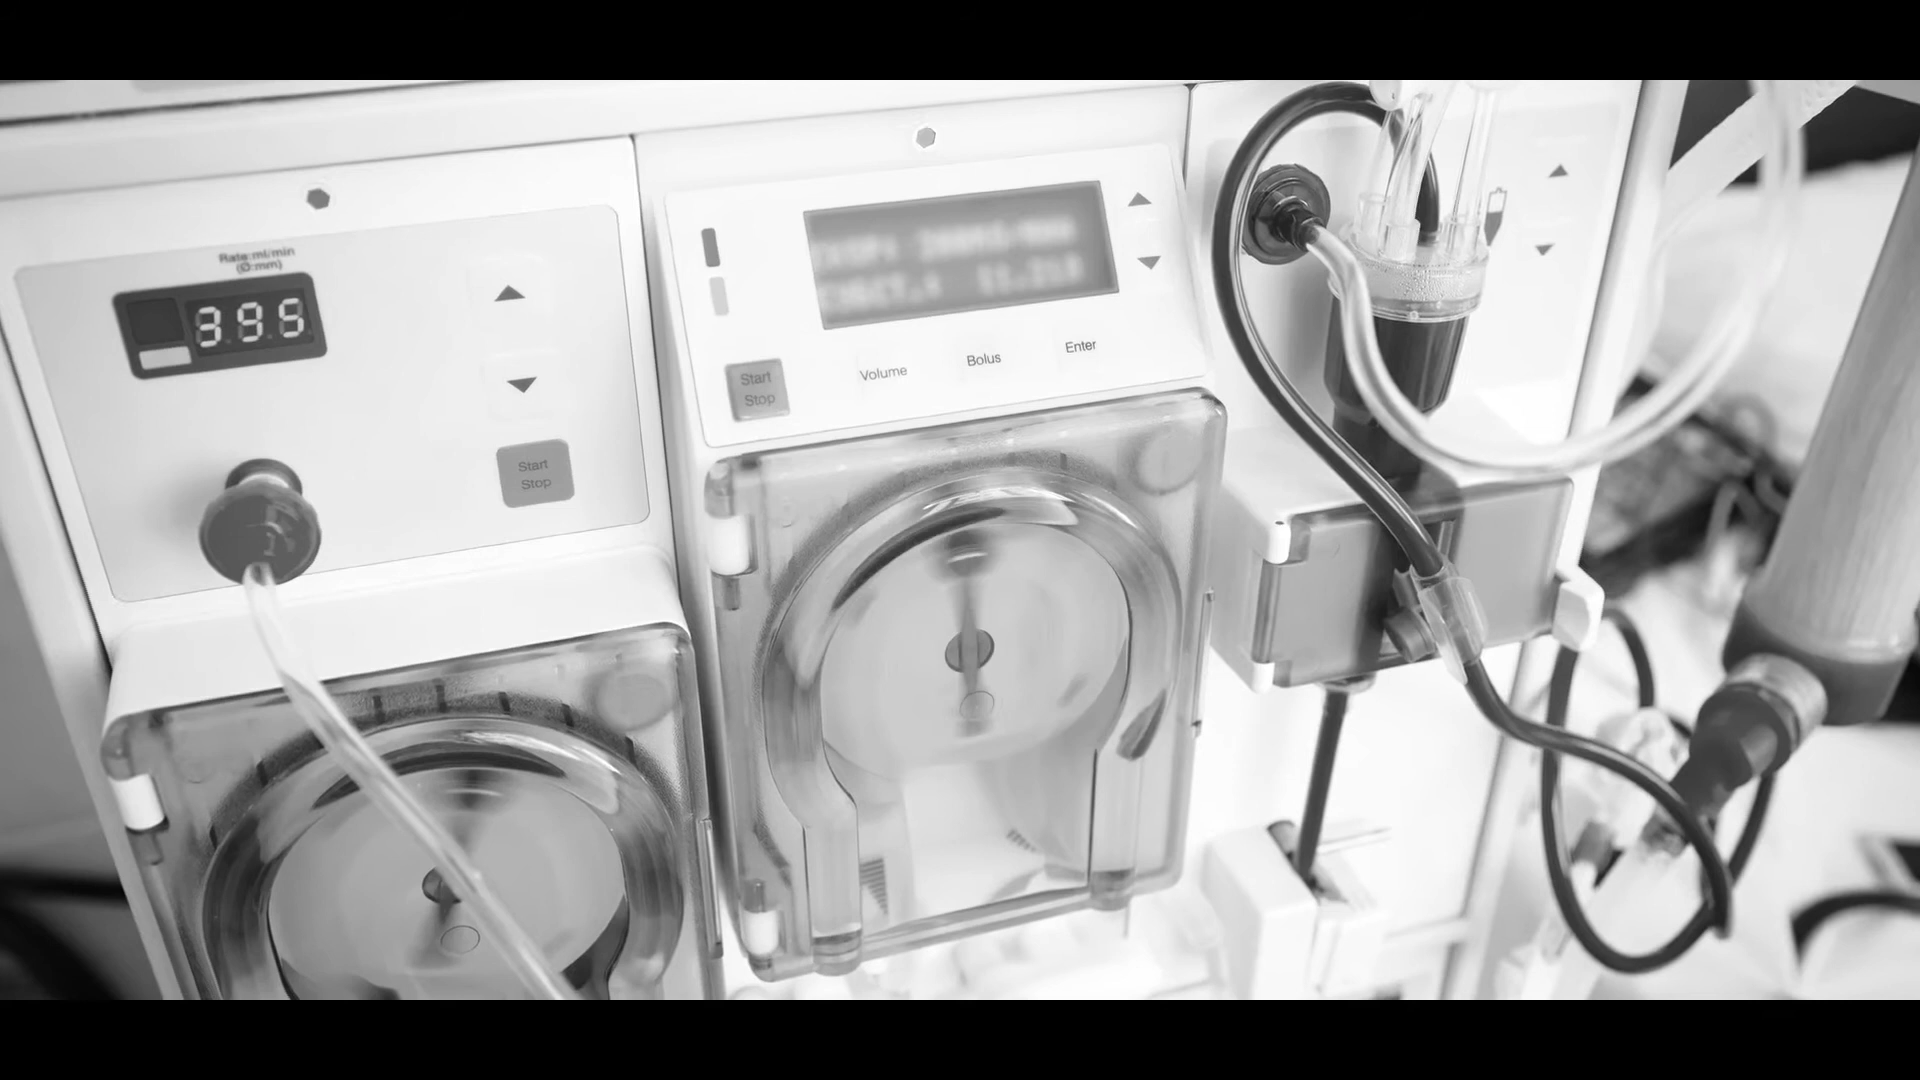 Rate:ml/min
(Ø:mm)
395
Start
Stop
Start
Stop
Volume
Bolus
Enter